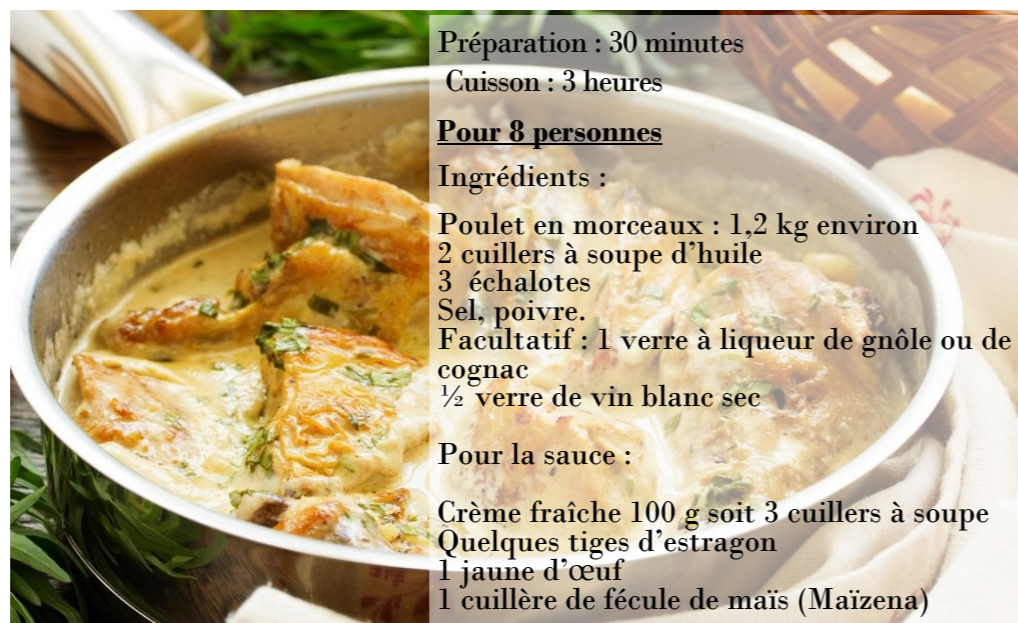 Préparation : 30 minutes
Cuisson : 3 heures
Pour 8 personnes
Ingrédients :
Poulet en morceaux : 1,2 kg environ
2 cuillers à soupe d’huile
3 échalotes
Sel, poivre.
Facultatif : 1 verre à liqueur de gnôle ou de
cognac
½ verre de vin blanc sec
Pour la sauce :
Crème fraîche 100 g soit 3 cuillers à soupe
Quelques tiges d’estragon
1 jaune d’œuf
1 cuillère de fécule de maïs (Maïzena)